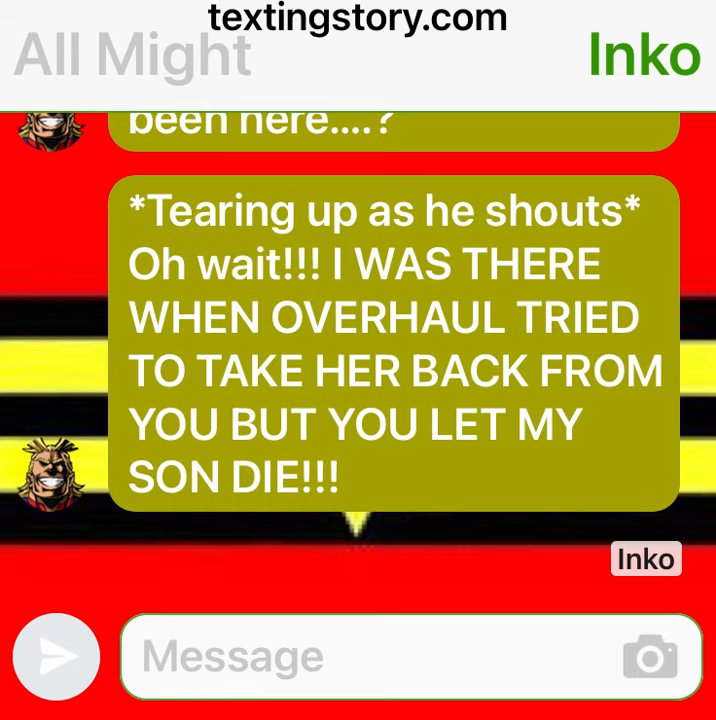 textingstory.com
All Might
Inko
been here....?
*Tearing up as he shouts*
Oh wait!!! I WAS THERE
WHEN OVERHAUL TRIED
TO TAKE HER BACK FROM
YOU BUT YOU LET MY
SON DIE!!!
Inko
Message